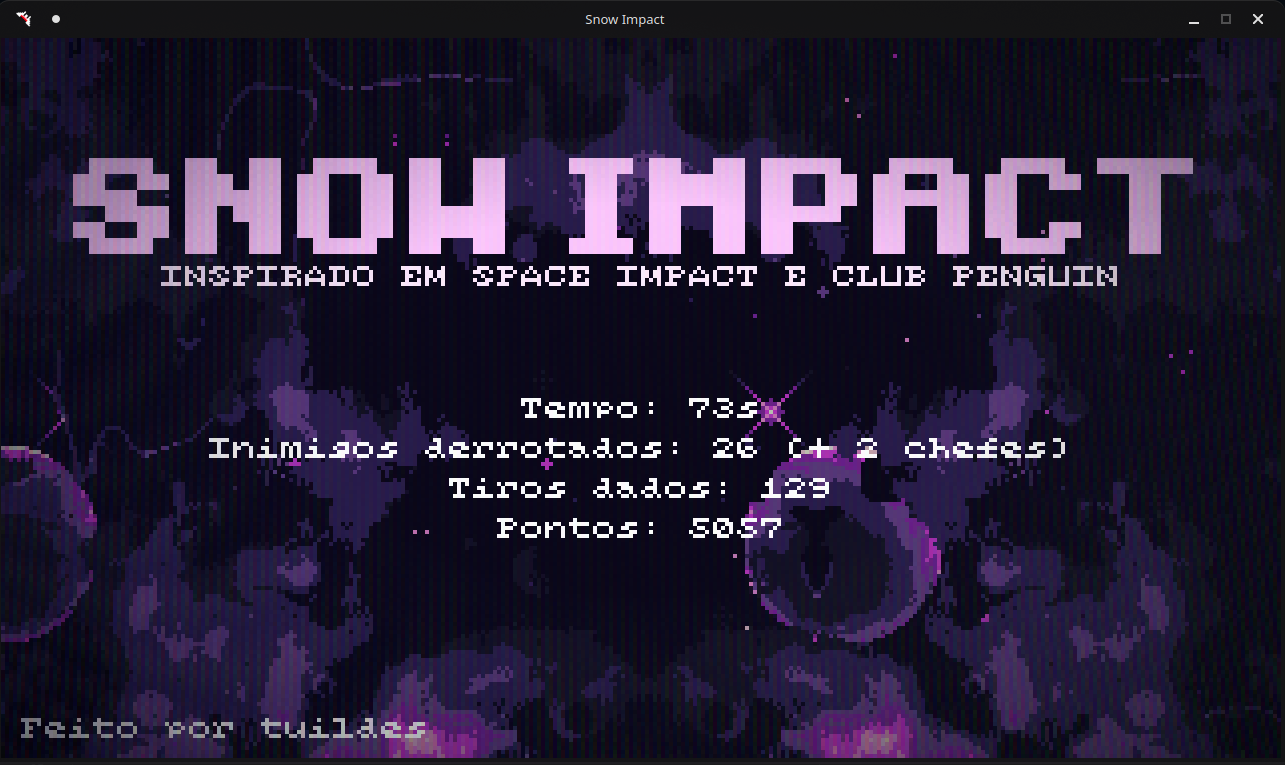 Snow Impact
SNOW IMPACT
INSPIRADO EM SPACE IMPACT E CLUB PENGUIN
Tempo: 73s
Inimigos derrotados: 26 (+ 2 chefes)
Tiros dados: 129
Pontos: 5057
Feito por tuildes